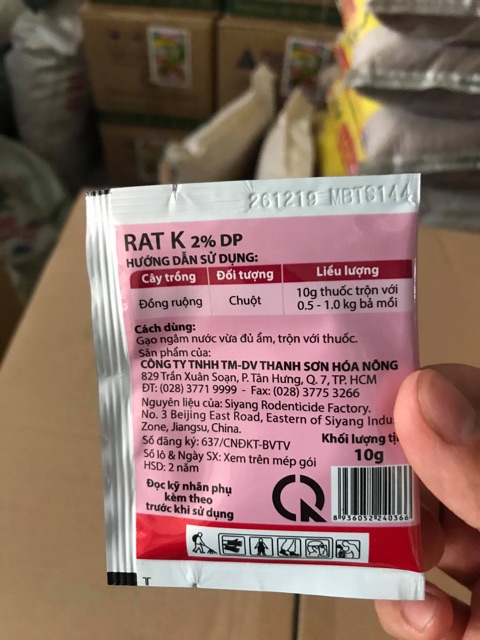 261219 MBTS144
RAT K 2% DP
HƯỚNG DẪN SỬ DỤNG:
Cây trồng Đối tượng Liều lượng
Đồng ruộng Chuột 10g thuốc trộn với
0.5 - 1.0 kg bả mồi
Cách dùng:
Gạo ngâm nước vừa đủ ẩm, trộn với thuốc.
Sản phẩm của:
CÔNG TY TNHH TM-DV THANH SƠN HÓA NÔNG
829 Trần Xuân Soạn, P. Tân Hưng, Q. 7, TP. HCM
ĐT: (028) 3771 9999 - Fax: (028) 3775 3266
Nguyên liệu của: Siyang Rodenticide Factory.
No. 3 Beijing East Road, Eastern of Siyang
Zone, Jiangsu, China.
Số đăng ký: 637/CNĐKT-BVTV
Số lô & Ngày SX: Xem trên mép gói
HSD: 2 năm
Khối lượng
10g
Đọc kỹ nhãn phụ
kèm theo
trước khi sử dụng
CR
8 936052 240366
T